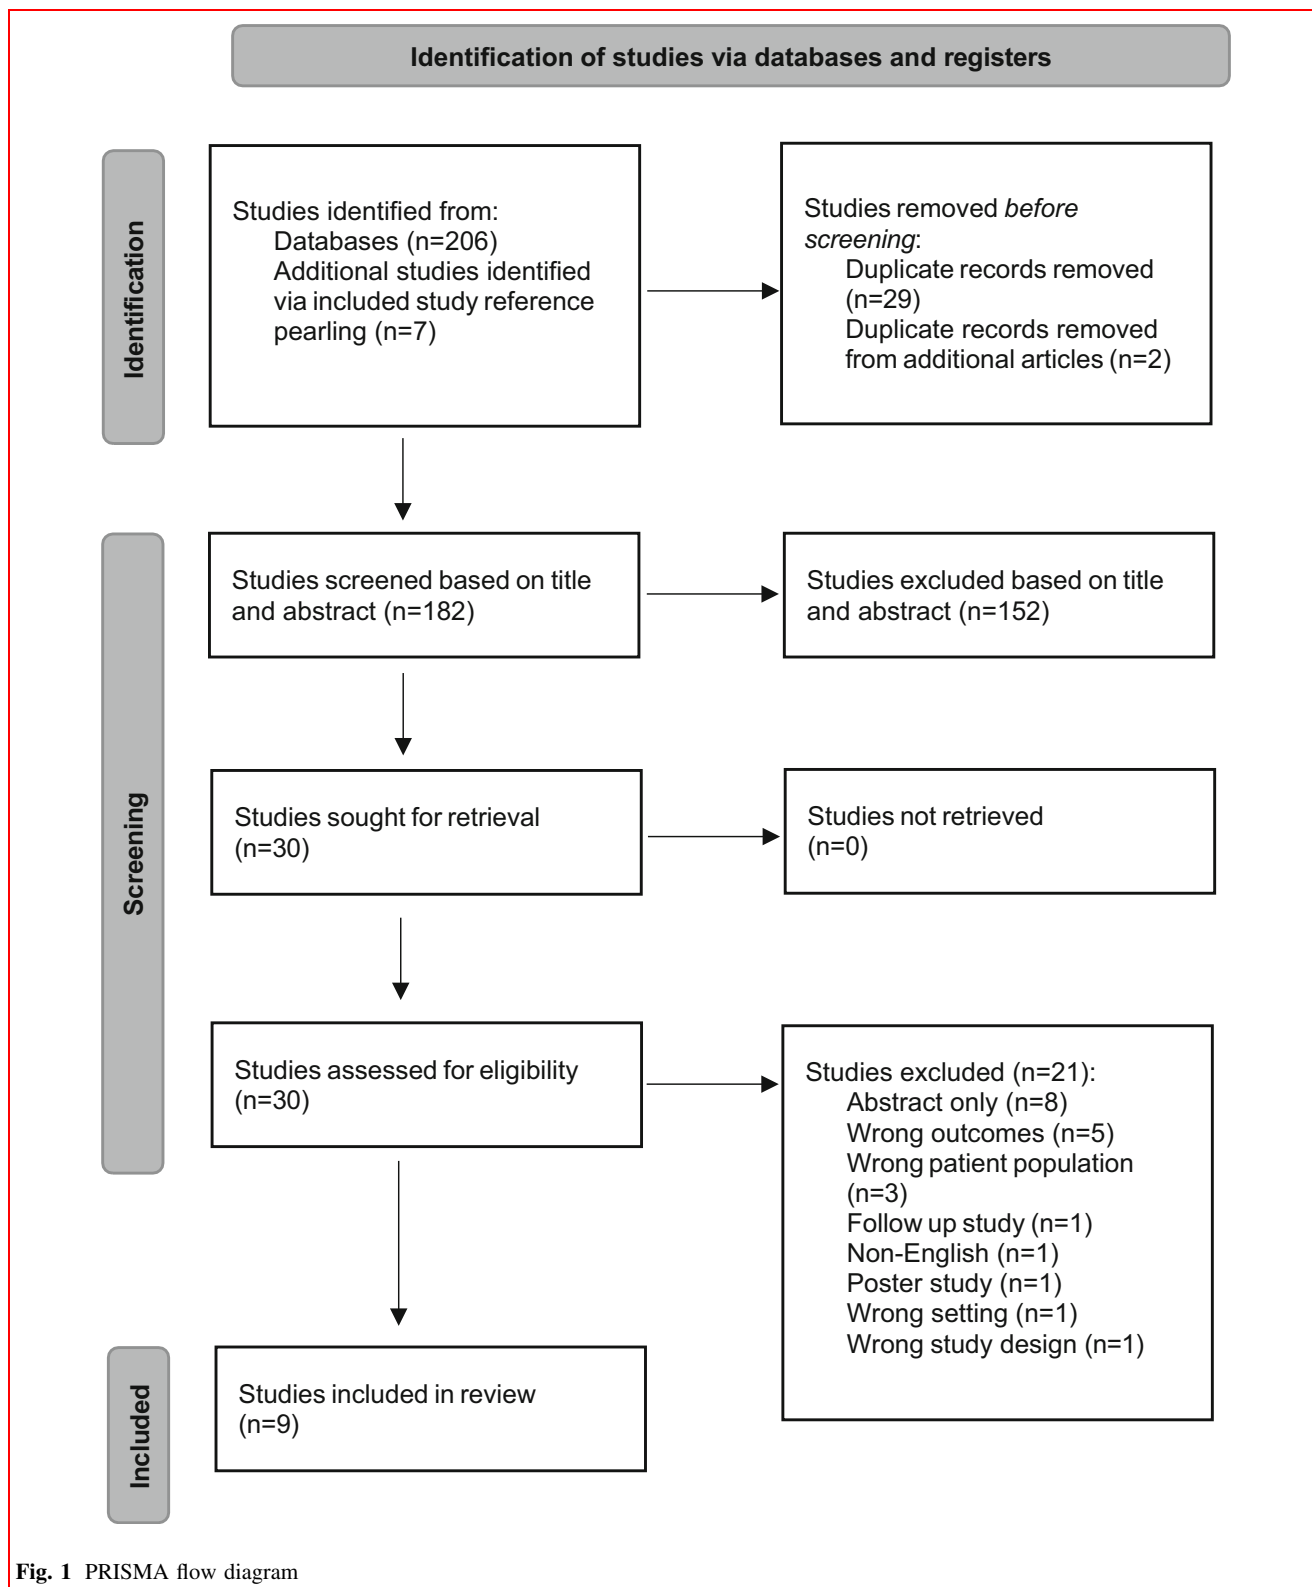 Identification of studies via databases and registers
Identification
Studies identified from:
Databases (n=206)
Additional studies identified
via included study reference
pearling (n=7)
Studies removed before
screening:
Duplicate records removed
(n=29)
Duplicate records removed
from additional articles (n=2)
Screening
Studies screened based on title
and abstract (n=182)
Studies excluded based on title
and abstract (n=152)
Studies sought for retrieval
(n=30)
Studies not retrieved
(n=0)
Studies assessed for eligibility
(n=30)
Studies excluded (n=21):
Abstract only (n=8)
Wrong outcomes (n=5)
Wrong patient population
(n=3)
Follow up study (n=1)
Non-English (n=1)
Poster study (n=1)
Wrong setting (n=1)
Wrong study design (n=1)
Included
Studies included in review
(n=9)
Fig. 1 PRISMA flow diagram